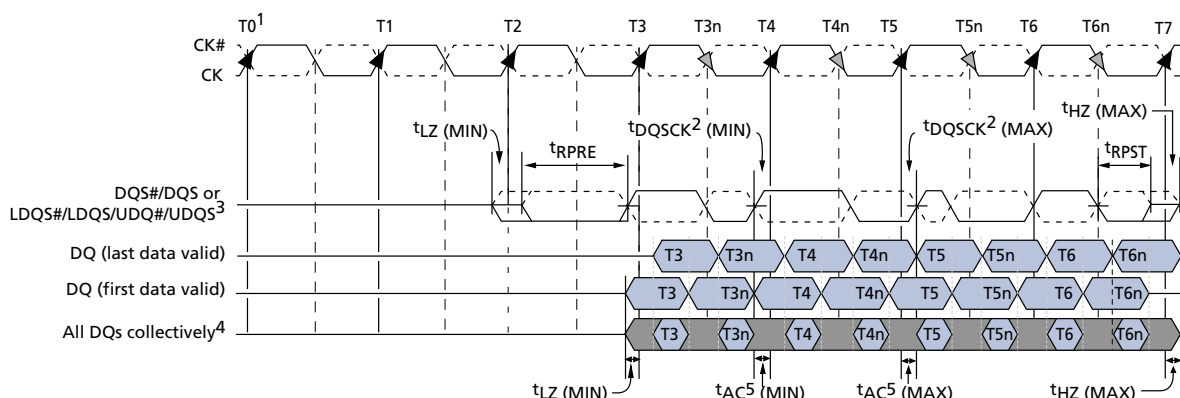 T01 T1 T2 T3 T3n T4 T4n T5 T5n T6 T6n T7
CK#
CK
tHZ (MAX)
tLZ (MIN) tDQSCK2 (MIN) tDQSCK2 (MAX)
tRPRE tRPST
DQS#/DQS or
LDQS#/LDQS/UDQ#/UDQS3
DQ (last data valid) T3 T3n T4 T4n T5 T5n T6 T6n
DQ (first data valid) T3 T3n T4 T4n T5 T5n T6 T6n
All DQs collectively4 T3 T3n T4 T4n T5 T5n T6 T6n
tLZ (MIN) tAC5 (MIN) tAC5 (MAX) tHZ (MAX)